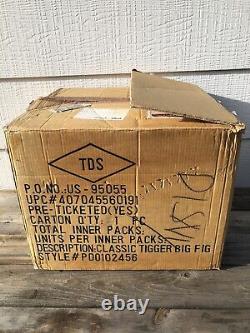 TDS
P.O.NO.:US - 95055
UPC#407045560191
PRE-TICKETED(YES)
CARTON QTY: 1 PC
TOTAL INNER PACKS:
UNITS PER INNER PACKS:
DESCRIPTION:CLASSIC TIGGER BIG FIG
STYLE#P00102456